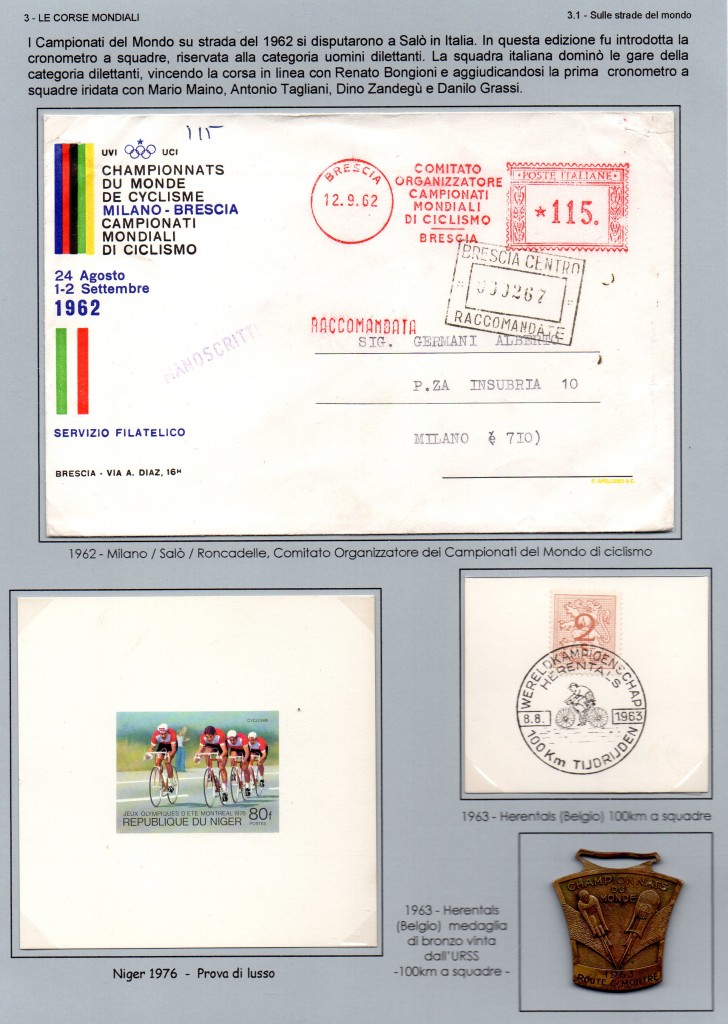 3 - LE CORSE MONDIALI
3.1 - Sulle strade del mondo
I Campionati del Mondo su strada del 1962 si disputarono a Salò in Italia. In questa edizione fu introdotta la
cronometro a squadre, riservata alla categoria uomini dilettanti. La squadra italiana dominò le gare della
categoria dilettanti, vincendo la corsa in linea con Renato Bongioni e aggiudicandosi la prima cronometro a
squadre iridata con Mario Maino, Antonio Tagliani, Dino Zandegù e Danilo Grassi.
115
UVI UCI
CHAMPIONNATS
DU MONDE
DE CYCLISME
MILANO - BRESCIA
CAMPIONATI
MONDIALI
DI CICLISMO
24 Agosto
1-2 Settembre
1962
SERVIZIO FILATELICO
BRESCIA - VIA A. DIAZ, 16H
MANOSCRITTI
BRESCIA
12.9.62
COMITATO
ORGANIZZATORE
CAMPIONATI
MONDIALI
DI CICLISMO
BRESCIA
POSTE ITALIANE
*115.
BRESCIA CENTRO
000267
RACCOMANDATE
RACCOMANDATA
SIG. GERMANI ALBERTO
P.ZA INSUBRIA 10
MILANO 710)
1962 - Milano / Salò / Roncadelle, Comitato Organizzatore dei Campionati del Mondo di ciclismo
CYCLISME
JEUX OLYMPIQUES D'ETE MONTREAL 1976
REPUBLIQUE DU NIGER
80f
POSTES
Niger 1976 - Prova di lusso
2
WERELDKAMPIOENSCHAP
HERENTALS
8.8. 1963
100Km TIJDRIJDEN
1963 - Herentals (Belgio) 100km a squadre
1963 - Herentals
(Belgio) medaglia
di bronzo vinta
dall'URSS
-100km a squadre -
CHAMPIONNATS
DU
MONDE
1963
ROUTE C. MONTRE